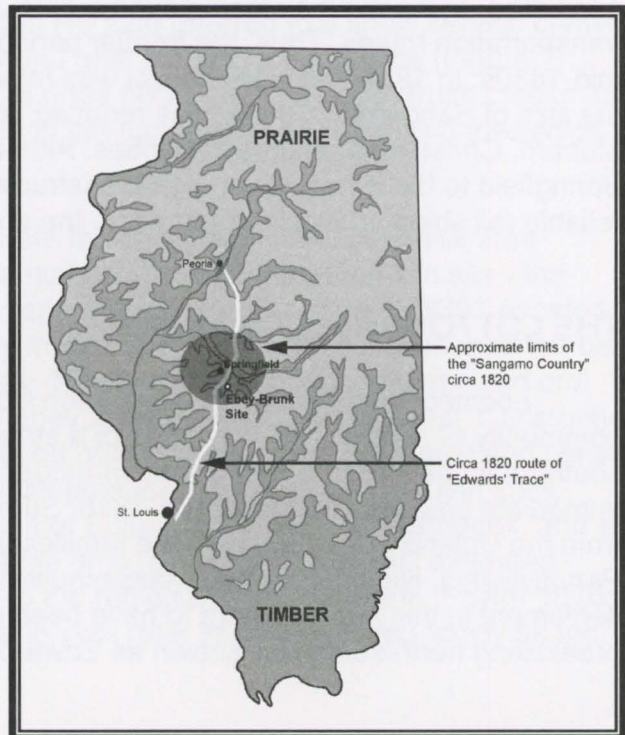 PRAIRIE
Peoria
Approximate limits of
the "Sangamo Country"
circa 1820
Springfield
Ebey-Brunk
Site
Circa 1820 route of
"Edwards' Trace"
St. Louis
TIMBER